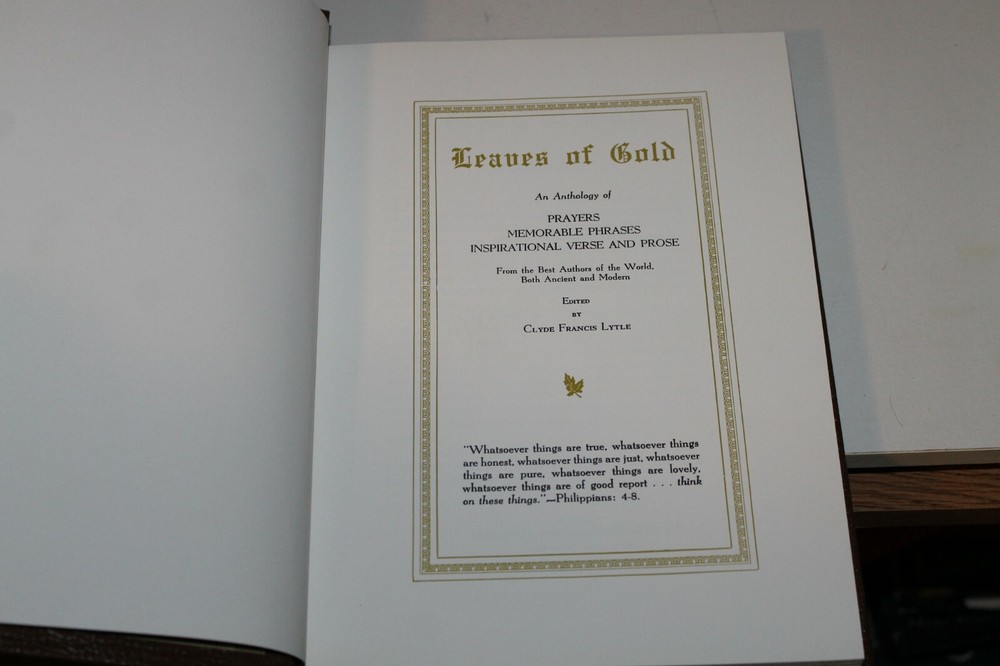 Leaves of Gold
An Anthology of
PRAYERS
MEMORABLE PHRASES
INSPIRATIONAL VERSE AND PROSE
From the Best Authors of the World,
Both Ancient and Modern
EDITED
BY
CLYDE FRANCIS LYTLE
"Whatsoever things are true, whatsoever things
are honest, whatsoever things are just, whatsoever
things are pure, whatsoever things are lovely,
whatsoever things are of good report . . . think
on these things."—Philippians: 4-8.